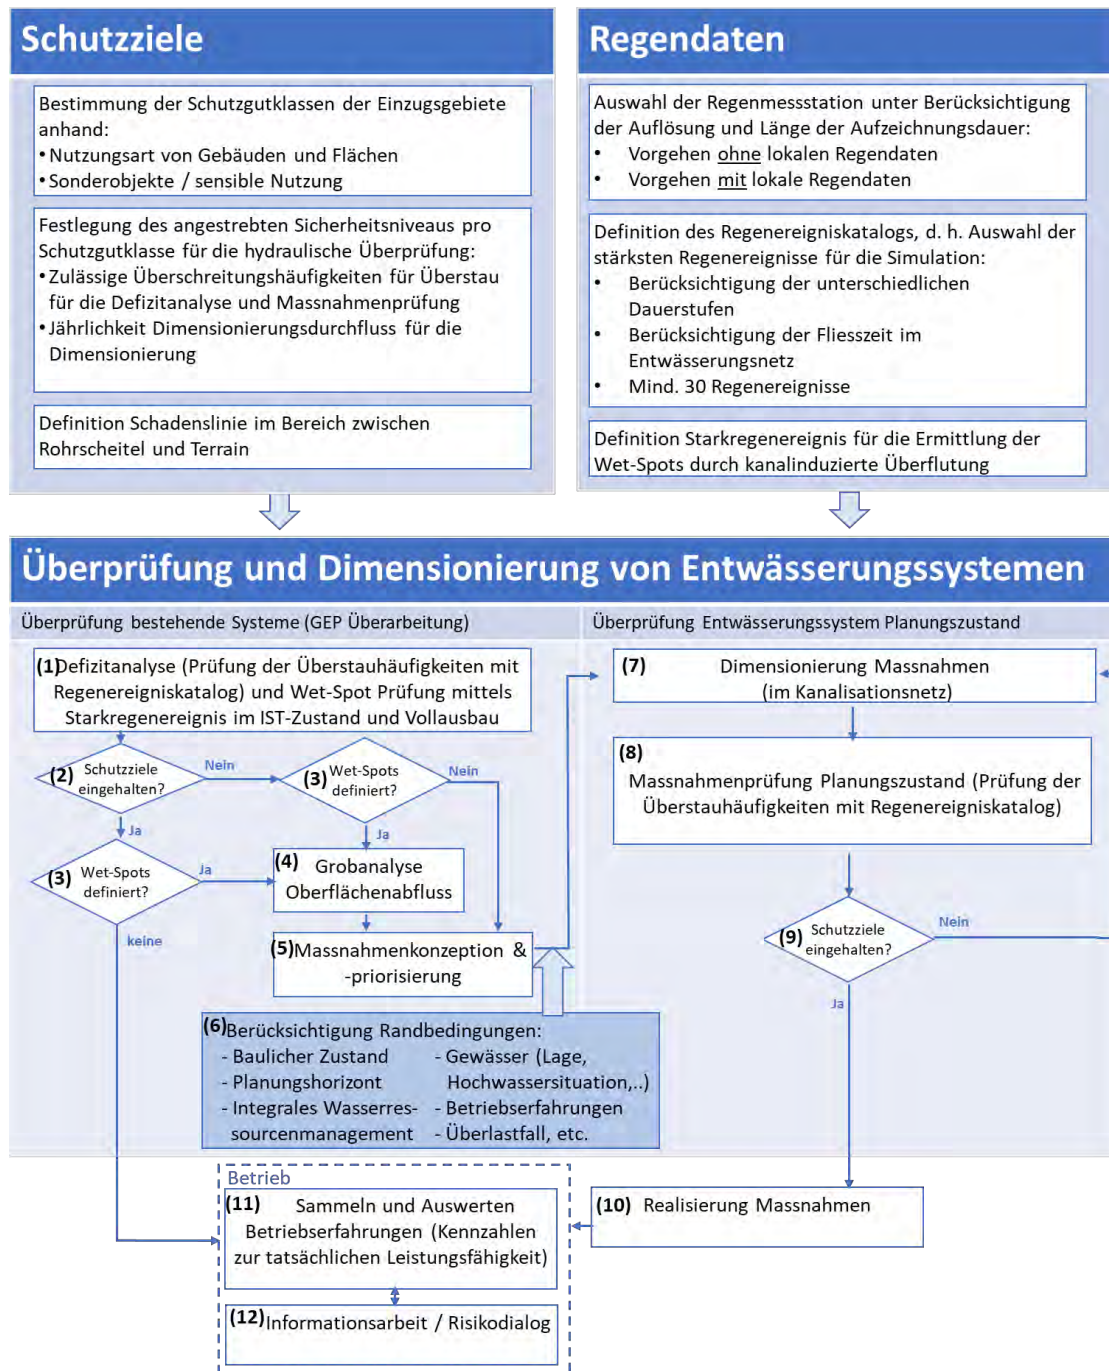 Schutzziele
Bestimmung der Schutzgutklassen der Einzugsgebiete
anhand:
• Nutzungsart von Gebäuden und Flächen
• Sonderobjekte / sensible Nutzung
Festlegung des angestrebten Sicherheitsniveaus pro
Schutzgutklasse für die hydraulische Überprüfung:
• Zulässige Überschreitungshäufigkeiten für Überstau
für die Defizitanalyse und Massnahmenprüfung
• Jährlichkeit Dimensionierungsdurchfluss für die
Dimensionierung
Definition Schadenslinie im Bereich zwischen
Rohrscheitel und Terrain
Regendaten
Auswahl der Regenmessstation unter Berücksichtigung
der Auflösung und Länge der Aufzeichnungsdauer:
• Vorgehen ohne lokalen Regendaten
• Vorgehen mit lokale Regendaten
Definition des Regenereigniskatalogs, d. h. Auswahl der
stärksten Regenereignisse für die Simulation:
• Berücksichtigung der unterschiedlichen
Dauerstufen
• Berücksichtigung der Fliesszeit im
Entwässerungsnetz
• Mind. 30 Regenereignisse
Definition Starkregenereignis für die Ermittlung der
Wet-Spots durch kanalinduzierte Überflutung
Überprüfung und Dimensionierung von Entwässerungssystemen
Überprüfung bestehende Systeme (GEP Überarbeitung)
(1) Defizitanalyse (Prüfung der Überstauhäufigkeiten mit
Regenereigniskatalog) und Wet-Spot Prüfung mittels
Starkregenereignis im IST-Zustand und Vollausbau
(2) Schutzziele
eingehalten?
Nein
(3) Wet-Spots
definiert?
Nein
Ja
Ja
(3) Wet-Spots
definiert?
Ja
(4) Grobanalyse
Oberflächenabfluss
keine
(5) Massnahmenkonzeption &
-priorisierung
(6) Berücksichtigung Randbedingungen:
- Baulicher Zustand
- Planungshorizont
- Integrales Wasserres-
sourcenmanagement
- Gewässer (Lage,
Hochwassersituation,..)
- Betriebserfahrungen
- Überlastfall, etc.
Überprüfung Entwässerungssystem Planungszustand
(7) Dimensionierung Massnahmen
(im Kanalisationsnetz)
(8)
Massnahmenprüfung Planungszustand (Prüfung der
Überstauhäufigkeiten mit Regenereigniskatalog)
(9) Schutzziele
eingehalten?
Nein
Ja
(10) Realisierung Massnahmen
Betrieb
(11) Sammeln und Auswerten
Betriebserfahrungen (Kennzahlen
zur tatsächlichen Leistungsfähigkeit)
(12) Informationsarbeit / Risikodialog